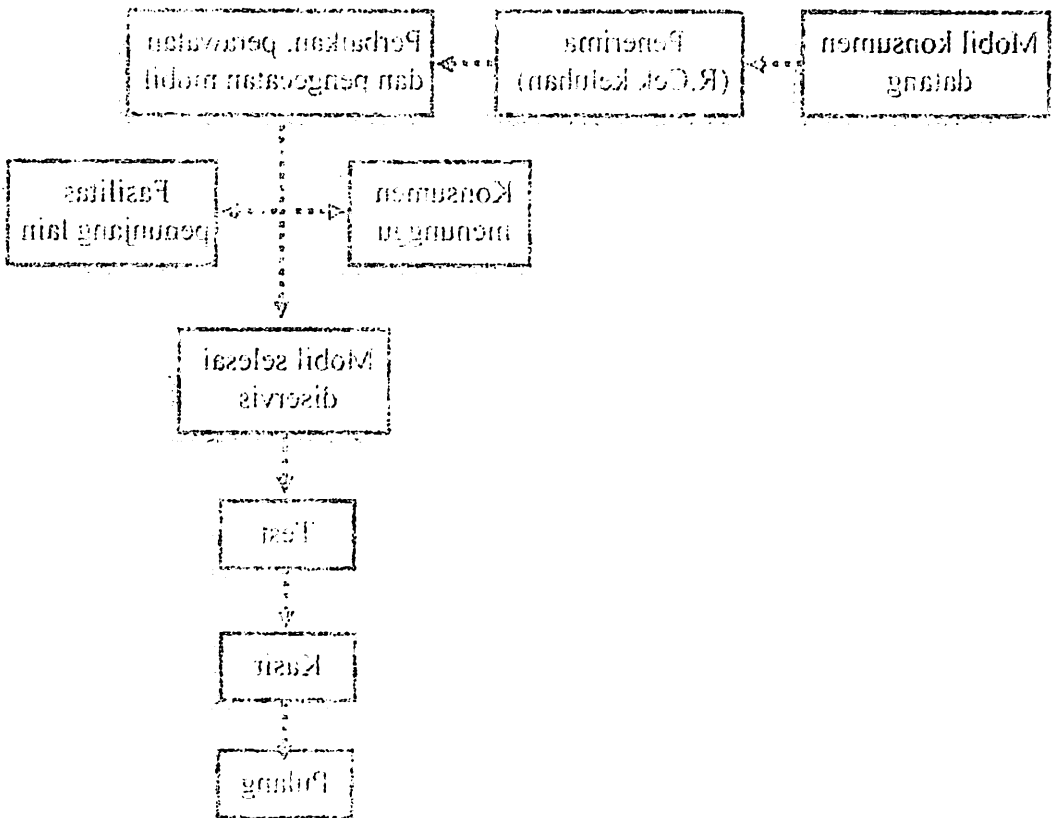 Mobil konsumen
datang
Penerima
(R.Cek keluhan)
Perbaikan, perawatan
dan pengecatan mobil
Konsumen
menunggu
Fasilitas
penunjang lain
Mobil selesai
diservis
Test
Kasir
Pulang